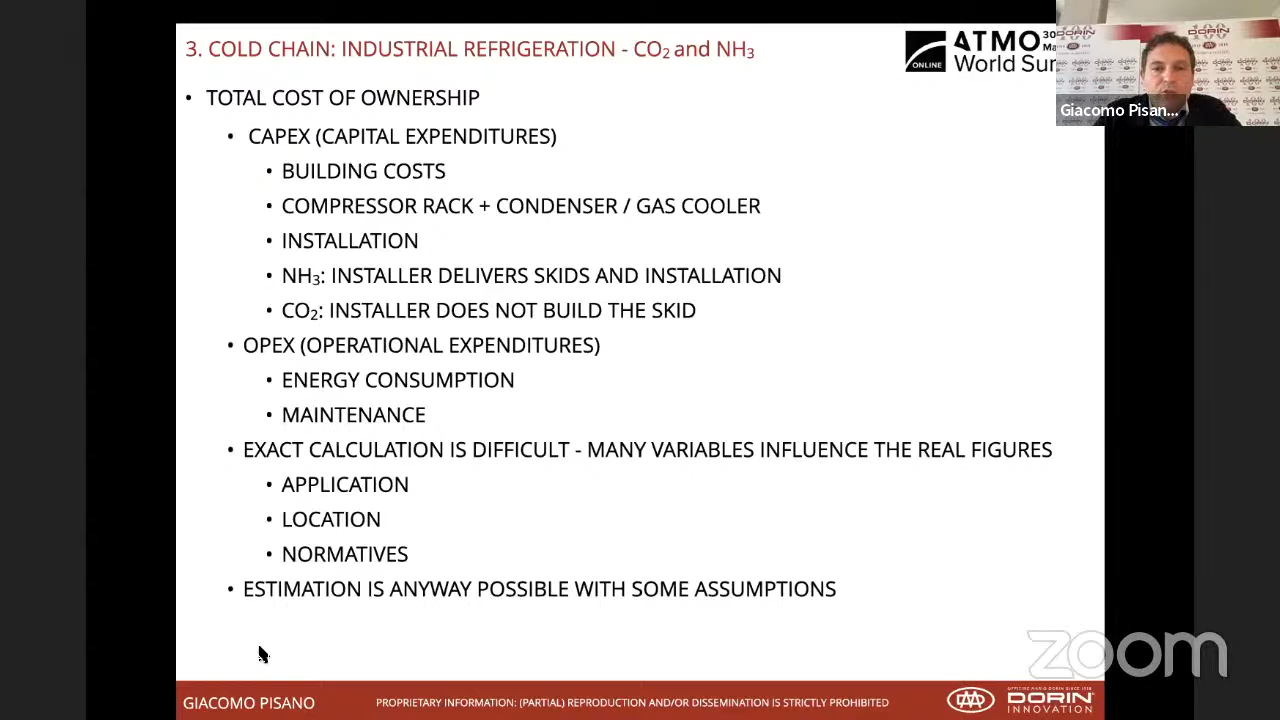 3. COLD CHAIN: INDUSTRIAL REFRIGERATION - CO₂ and NH₃
ATMO
ONLINE
World Sum
Giacomo Pisan...
• TOTAL COST OF OWNERSHIP
• CAPEX (CAPITAL EXPENDITURES)
• BUILDING COSTS
• COMPRESSOR RACK + CONDENSER / GAS COOLER
• INSTALLATION
• NH₃: INSTALLER DELIVERS SKIDS AND INSTALLATION
• CO₂: INSTALLER DOES NOT BUILD THE SKID
• OPEX (OPERATIONAL EXPENDITURES)
• ENERGY CONSUMPTION
• MAINTENANCE
• EXACT CALCULATION IS DIFFICULT - MANY VARIABLES INFLUENCE THE REAL FIGURES
• APPLICATION
• LOCATION
• NORMATIVES
• ESTIMATION IS ANYWAY POSSIBLE WITH SOME ASSUMPTIONS
zoom
GIACOMO PISANO
PROPRIETARY INFORMATION: (PARTIAL) REPRODUCTION AND/OR DISSEMINATION IS STRICTLY PROHIBITED
DORIN
INNOVATION